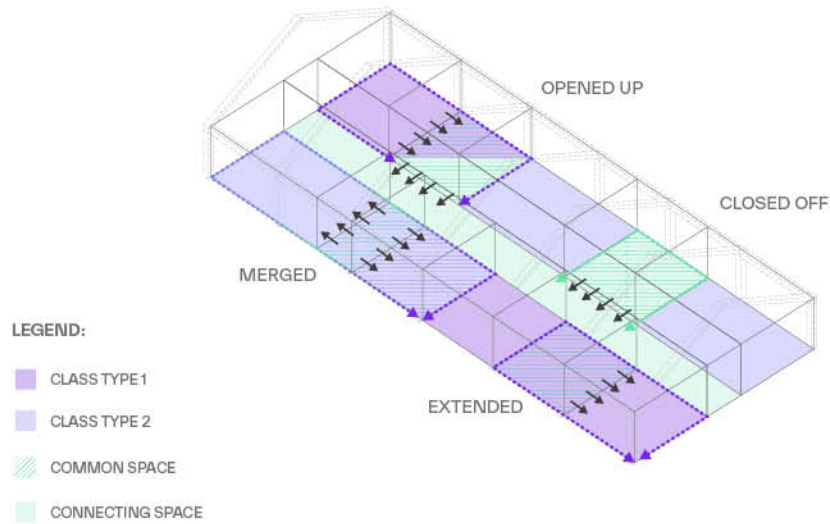 OPENED UP
CLOSED OFF
MERGED
EXTENDED
LEGEND:
CLASS TYPE 1
CLASS TYPE 2
COMMON SPACE
CONNECTING SPACE